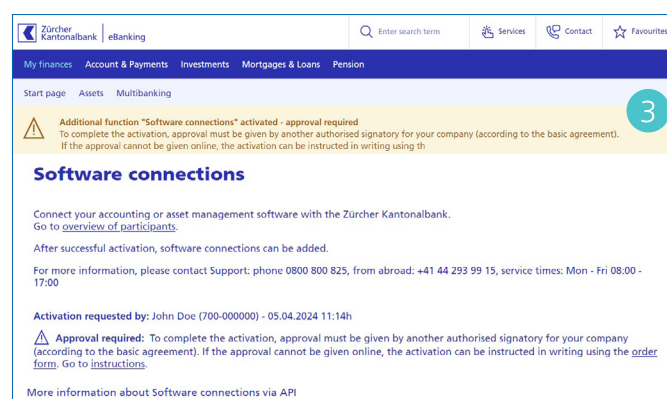 Zürcher
Kantonalbank eBanking
Enter search term
Services
Contact
Favourites
My finances Account & Payments Investments Mortgages & Loans Pension
Start page Assets Multibanking
3
Additional function "Software connections" activated - approval required
To complete the activation, approval must be given by another authorised signatory for your company (according to the basic agreement).
If the approval cannot be given online, the activation can be instructed in writing using th
Software connections
Connect your accounting or asset management software with the Zürcher Kantonalbank.
Go to overview of participants.
After successful activation, software connections can be added.
For more information, please contact Support: phone 0800 800 825, from abroad: +41 44 293 99 15, service times: Mon - Fri 08:00 -
17:00
Activation requested by: John Doe (700-000000) - 05.04.2024 11:14h
Approval required: To complete the activation, approval must be given by another authorised signatory for your company
(according to the basic agreement). If the approval cannot be given online, the activation can be instructed in writing using the order
form. Go to instructions.
More information about Software connections via API